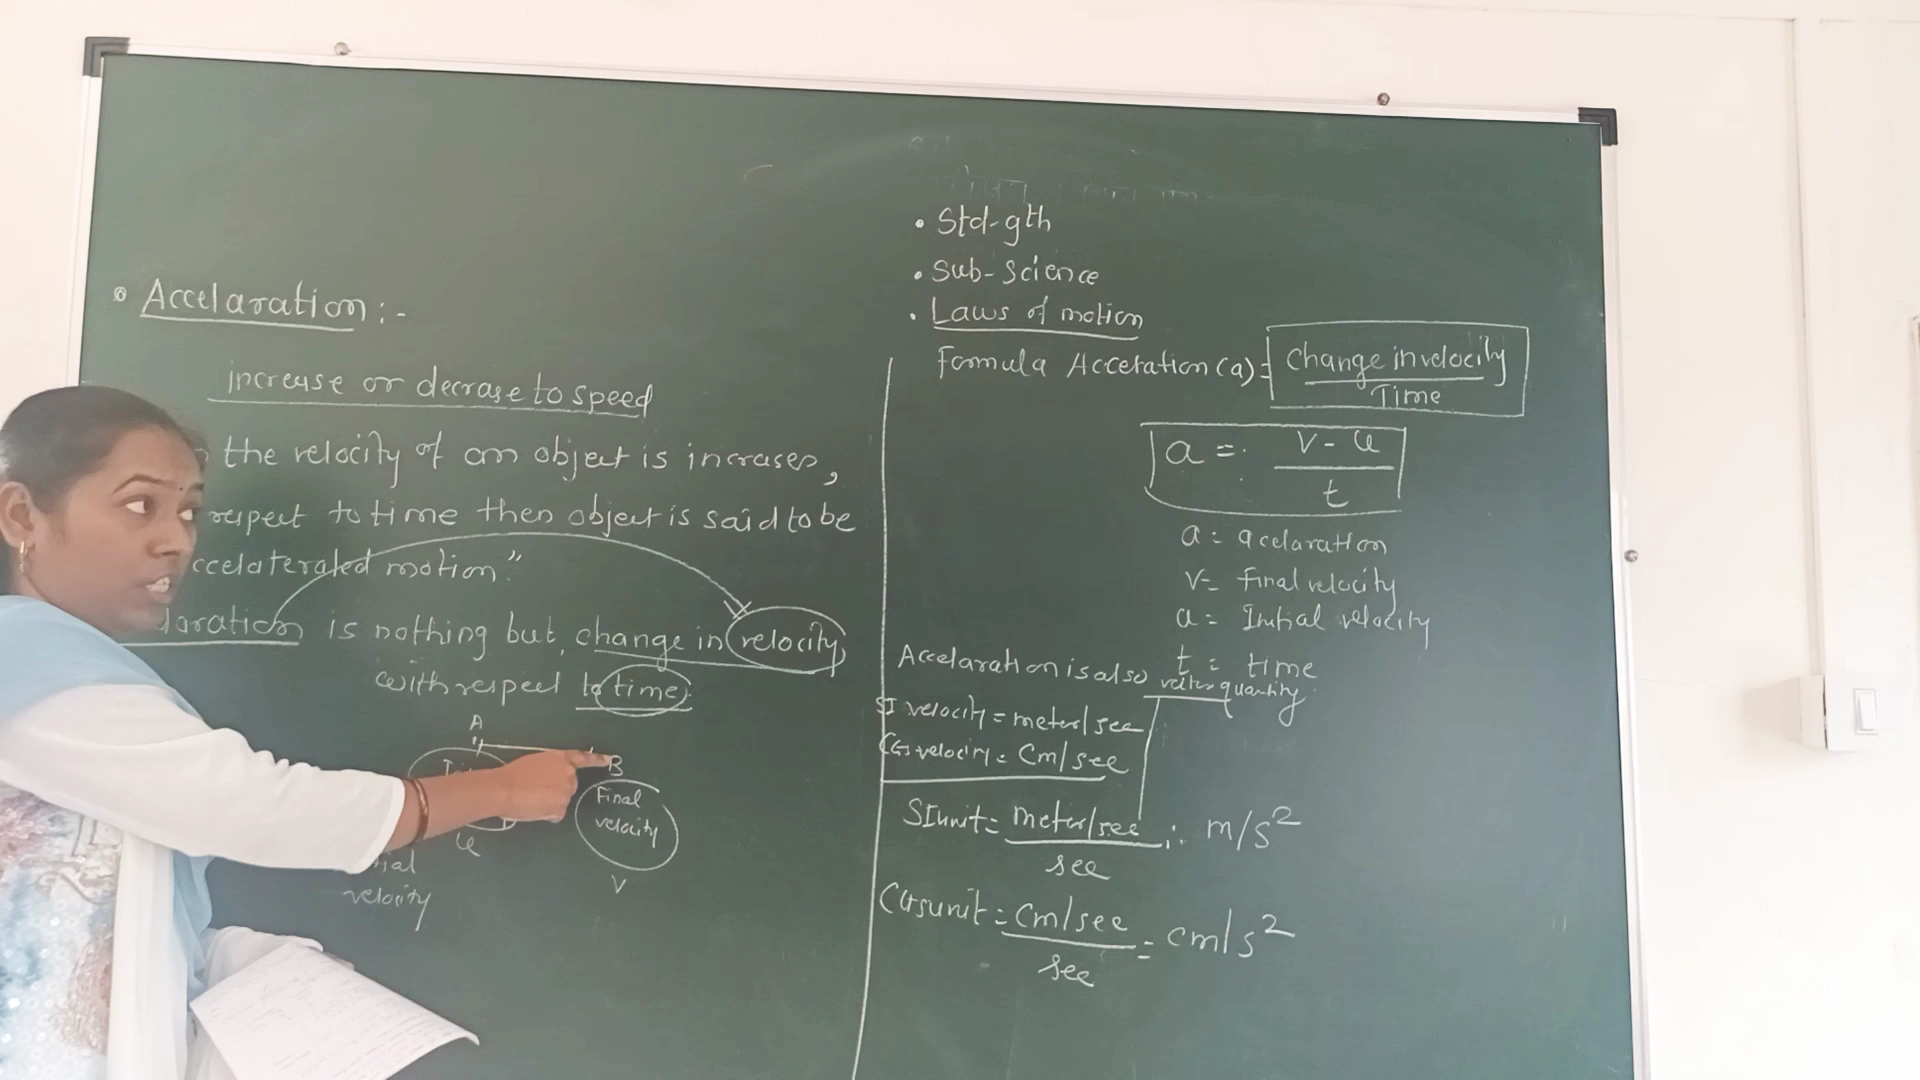 Accelaration:-
increase or decrase to speed
the velocity of an object is incrases,
respect to time then object is said to be
ccelaterated motion."
laration is nothing but, change in velocity
with respect to time.
A
B
Final
velocity
u
V
tial
velocity
• Std-9th
• Sub-Science
• Laws of motion
Formula Acceration (a) = Change in velocity
Time
a = v - u
t
a = acelaration
v = Final velocity
u = Initial velocity
t = time
Accelaration is also vector quantity.
SI velocity = meter/sec
CGS velocity = Cm/sec
SI unit = meter/sec ∴ m/s²
sec
CGS unit = Cm/sec = cm/s²
sec